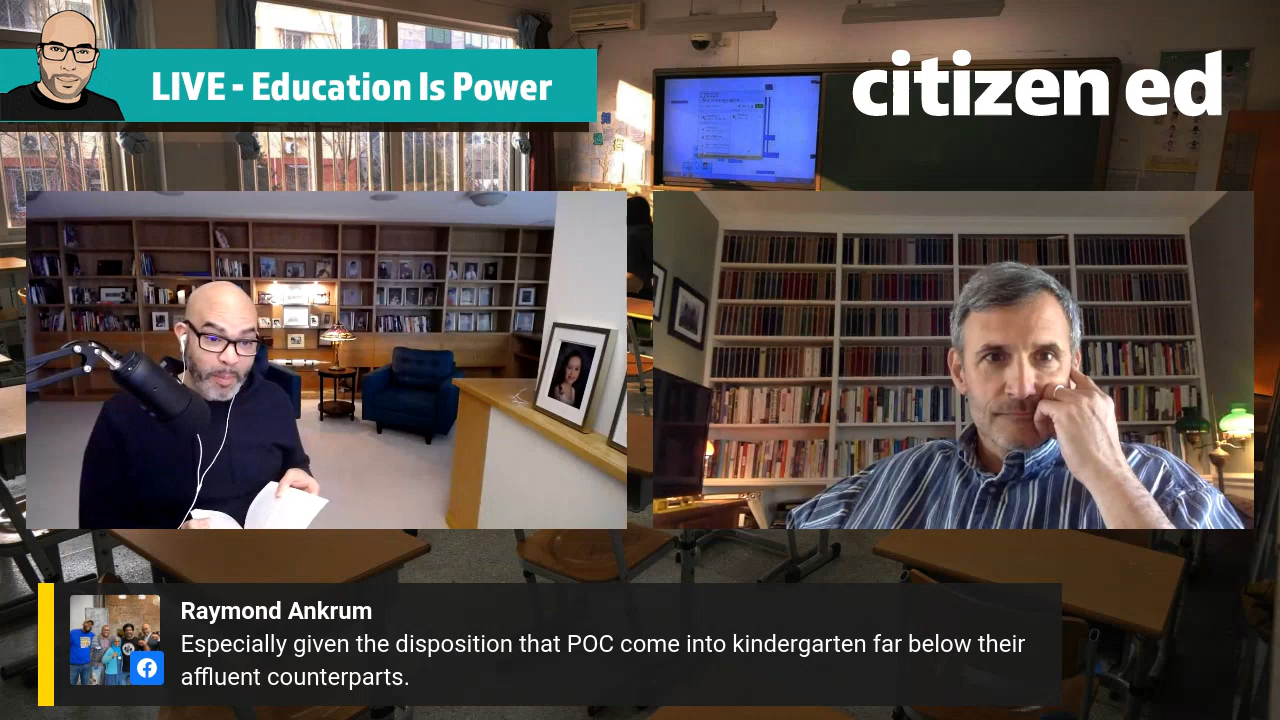 LIVE - Education Is Power
citizen ed
Raymond Ankrum
Especially given the disposition that POC come into kindergarten far below their
affluent counterparts.